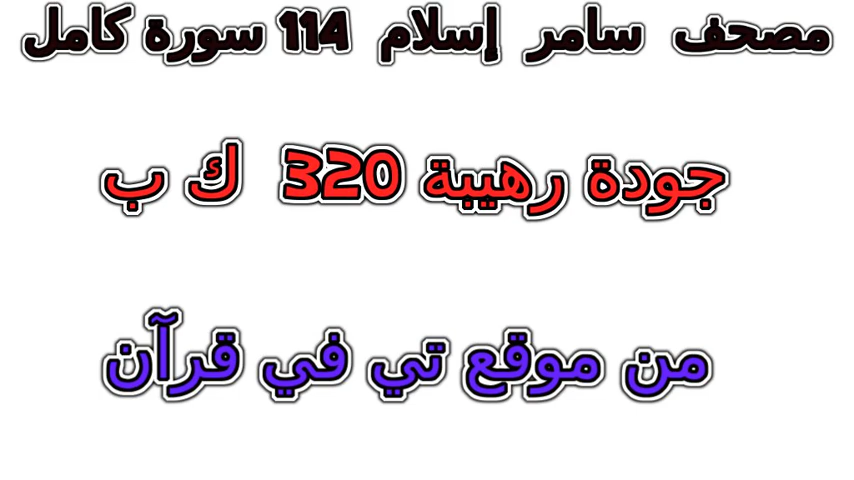 مصحف سامر إسلام 114 سورة كامل
جودة رهيبة 320 ك ب
من موقع تي في قرآن